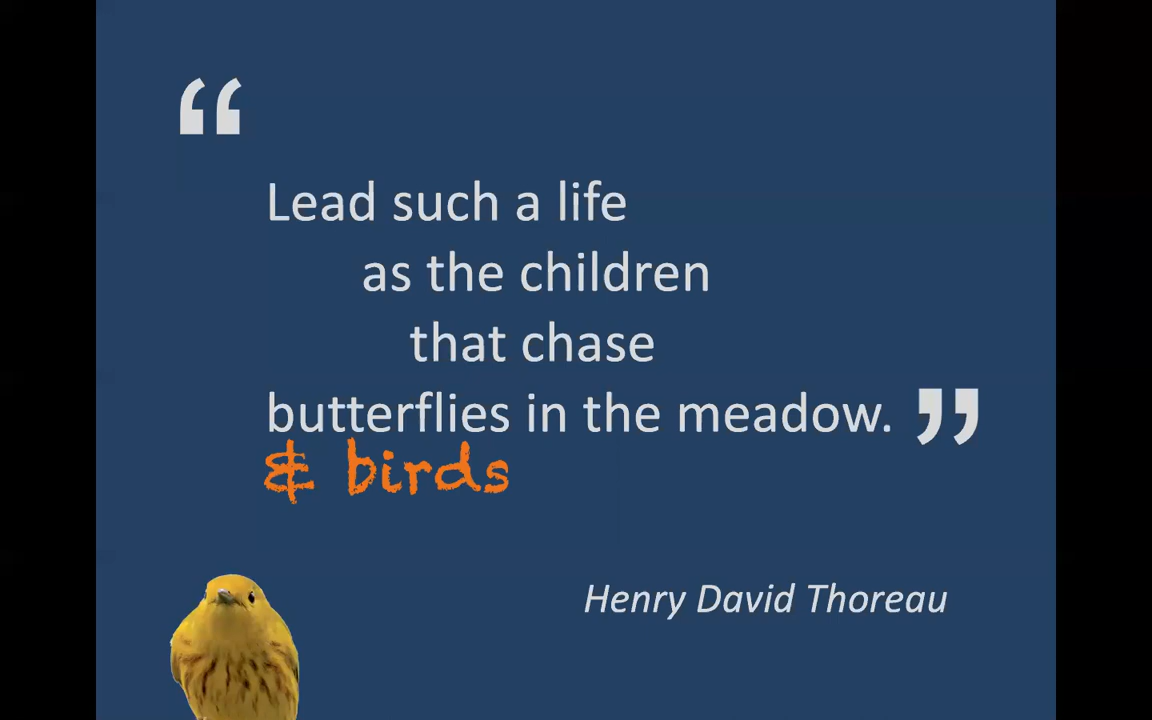 “
Lead such a life
as the children
that chase
butterflies in the meadow. ”
& birds
Henry David Thoreau